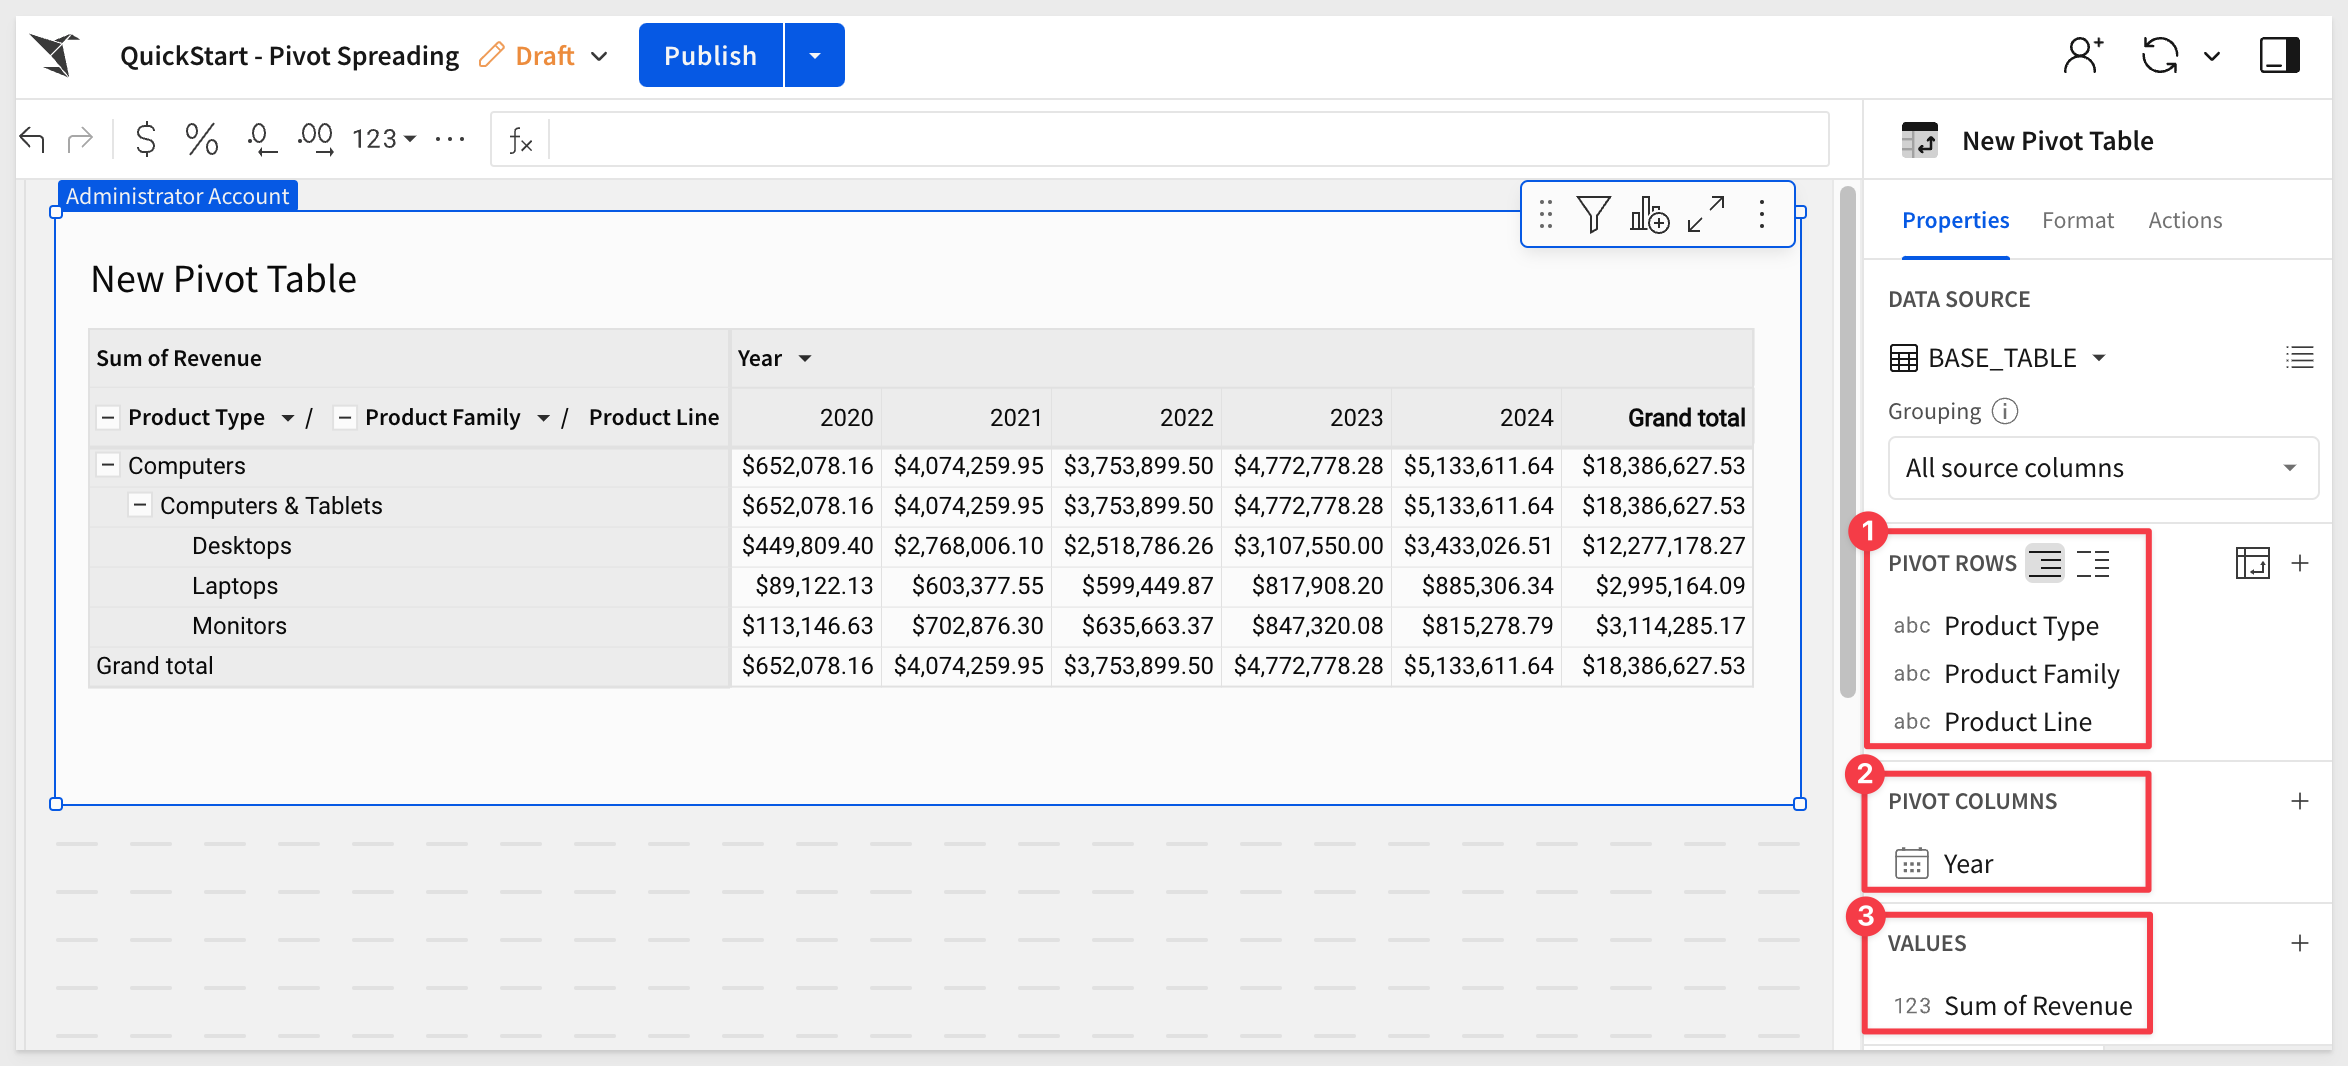 QuickStart - Pivot Spreading Draft Publish
$ % .0 .00 123 ... fx
New Pivot Table
Administrator Account
Properties Format Actions
New Pivot Table
DATA SOURCE
BASE_TABLE
Grouping
All source columns
Sum of Revenue Year
Product Type / Product Family / Product Line 2020 2021 2022 2023 2024 Grand total
Computers $652,078.16 $4,074,259.95 $3,753,899.50 $4,772,778.28 $5,133,611.64 $18,386,627.53
Computers & Tablets $652,078.16 $4,074,259.95 $3,753,899.50 $4,772,778.28 $5,133,611.64 $18,386,627.53
Desktops $449,809.40 $2,768,006.10 $2,518,786.26 $3,107,550.00 $3,433,026.51 $12,277,178.27
Laptops $89,122.13 $603,377.55 $599,449.87 $817,908.20 $885,306.34 $2,995,164.09
Monitors $113,146.63 $702,876.30 $635,663.37 $847,320.08 $815,278.79 $3,114,285.17
Grand total $652,078.16 $4,074,259.95 $3,753,899.50 $4,772,778.28 $5,133,611.64 $18,386,627.53
1
PIVOT ROWS
abc Product Type
abc Product Family
abc Product Line
2
PIVOT COLUMNS
Year
3
VALUES
123 Sum of Revenue